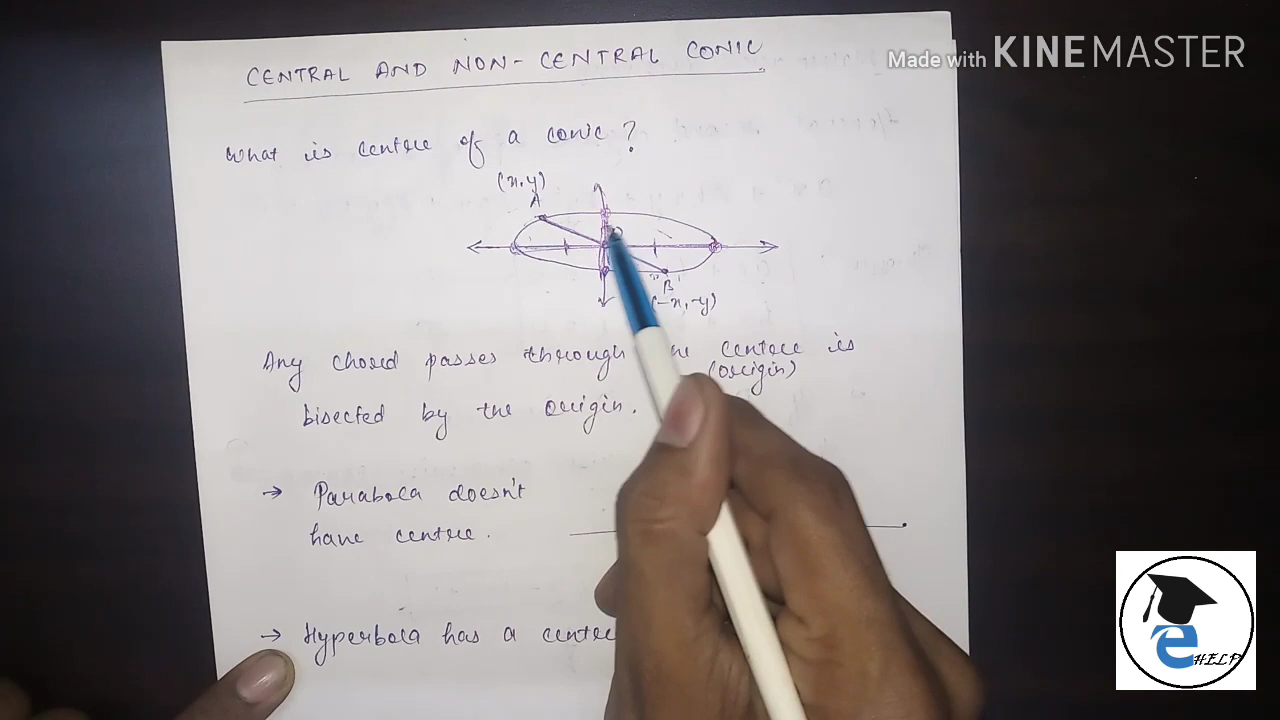 Made with KINEMASTER
CENTRAL AND NON-CENTRAL CONIC
What is centre of a conic?
(x,y)
A
B
(-x,-y)
Any chord passes through centre is
(origin)
bisected by the origin.
→ Parabola doesn't
have centre.
→ Hyperbola has a centre
e HELP